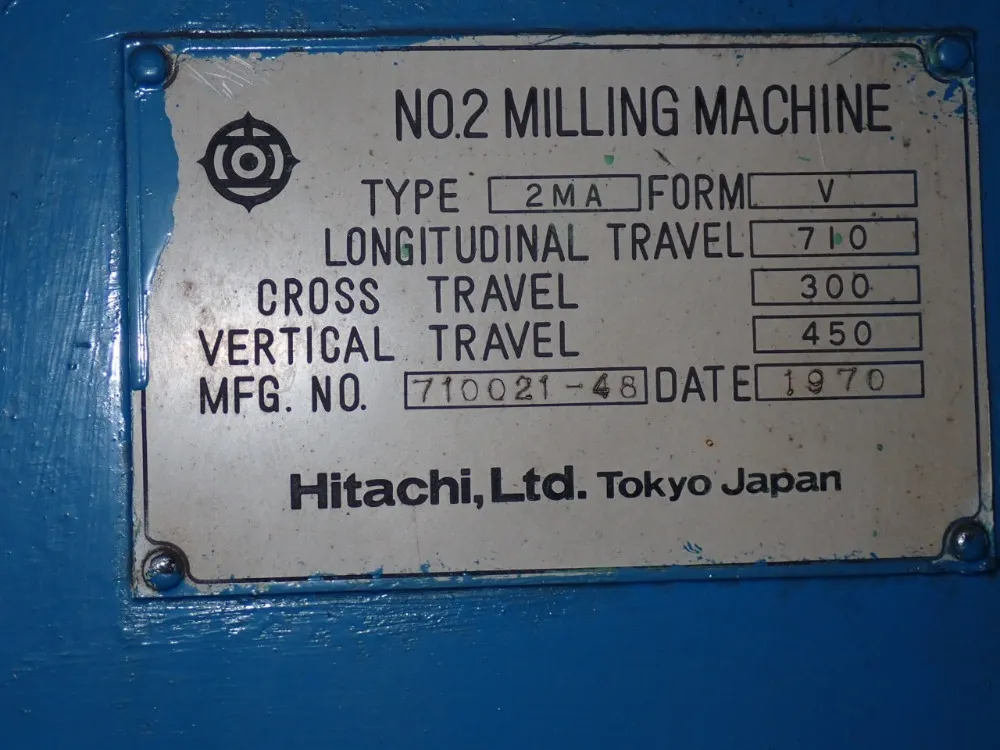 NO.2 MILLING MACHINE
TYPE 2MA FORM V
LONGITUDINAL TRAVEL 710
CROSS TRAVEL 300
VERTICAL TRAVEL 450
MFG. NO. 710021-48 DATE 1970
Hitachi, Ltd. Tokyo Japan